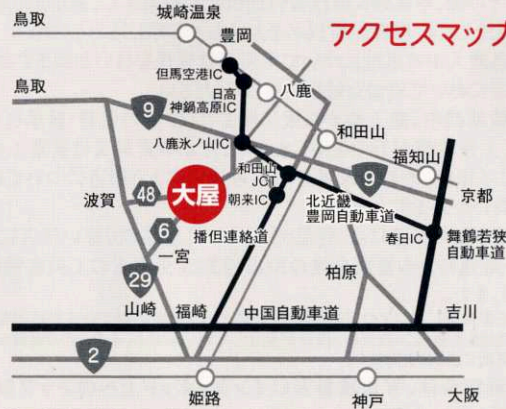 アクセスマップ
鳥取
城崎温泉
豊岡
但馬空港IC
日高
神鍋高原IC
八鹿
鳥取
9
八鹿氷ノ山IC
和田山
福知山
和田山
JCT
9
京都
波賀
48
大屋
朝来IC
北近畿
豊岡自動車道
6
一宮
播但連絡道
春日IC
舞鶴若狭
自動車道
29
柏原
山崎
福崎
中国自動車道
吉川
2
姫路
神戸
大阪